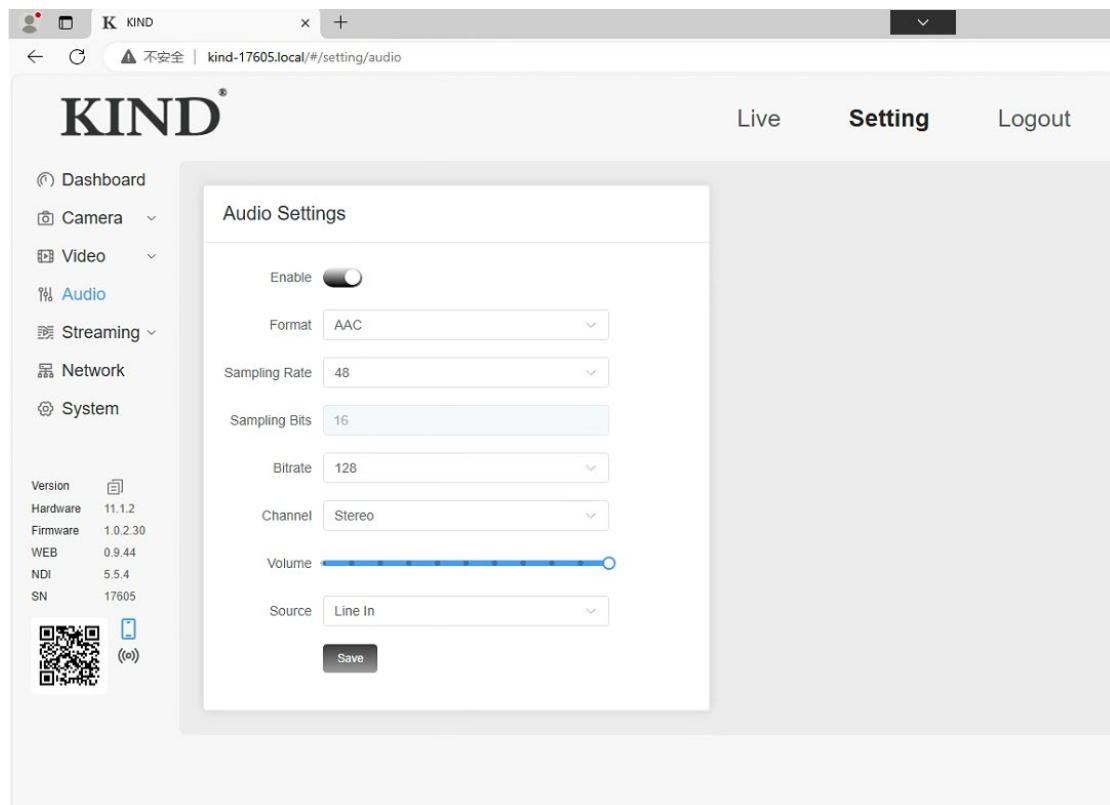 K KIND
不安全 | kind-17605.local/#/setting/audio
KIND®
Live Setting Logout
Dashboard
Camera
Video
Audio
Streaming
Network
System
Version
Hardware 11.1.2
Firmware 1.0.2.30
WEB 0.9.44
NDI 5.5.4
SN 17605
Audio Settings
Enable
Format AAC
Sampling Rate 48
Sampling Bits 16
Bitrate 128
Channel Stereo
Volume
Source Line In
Save